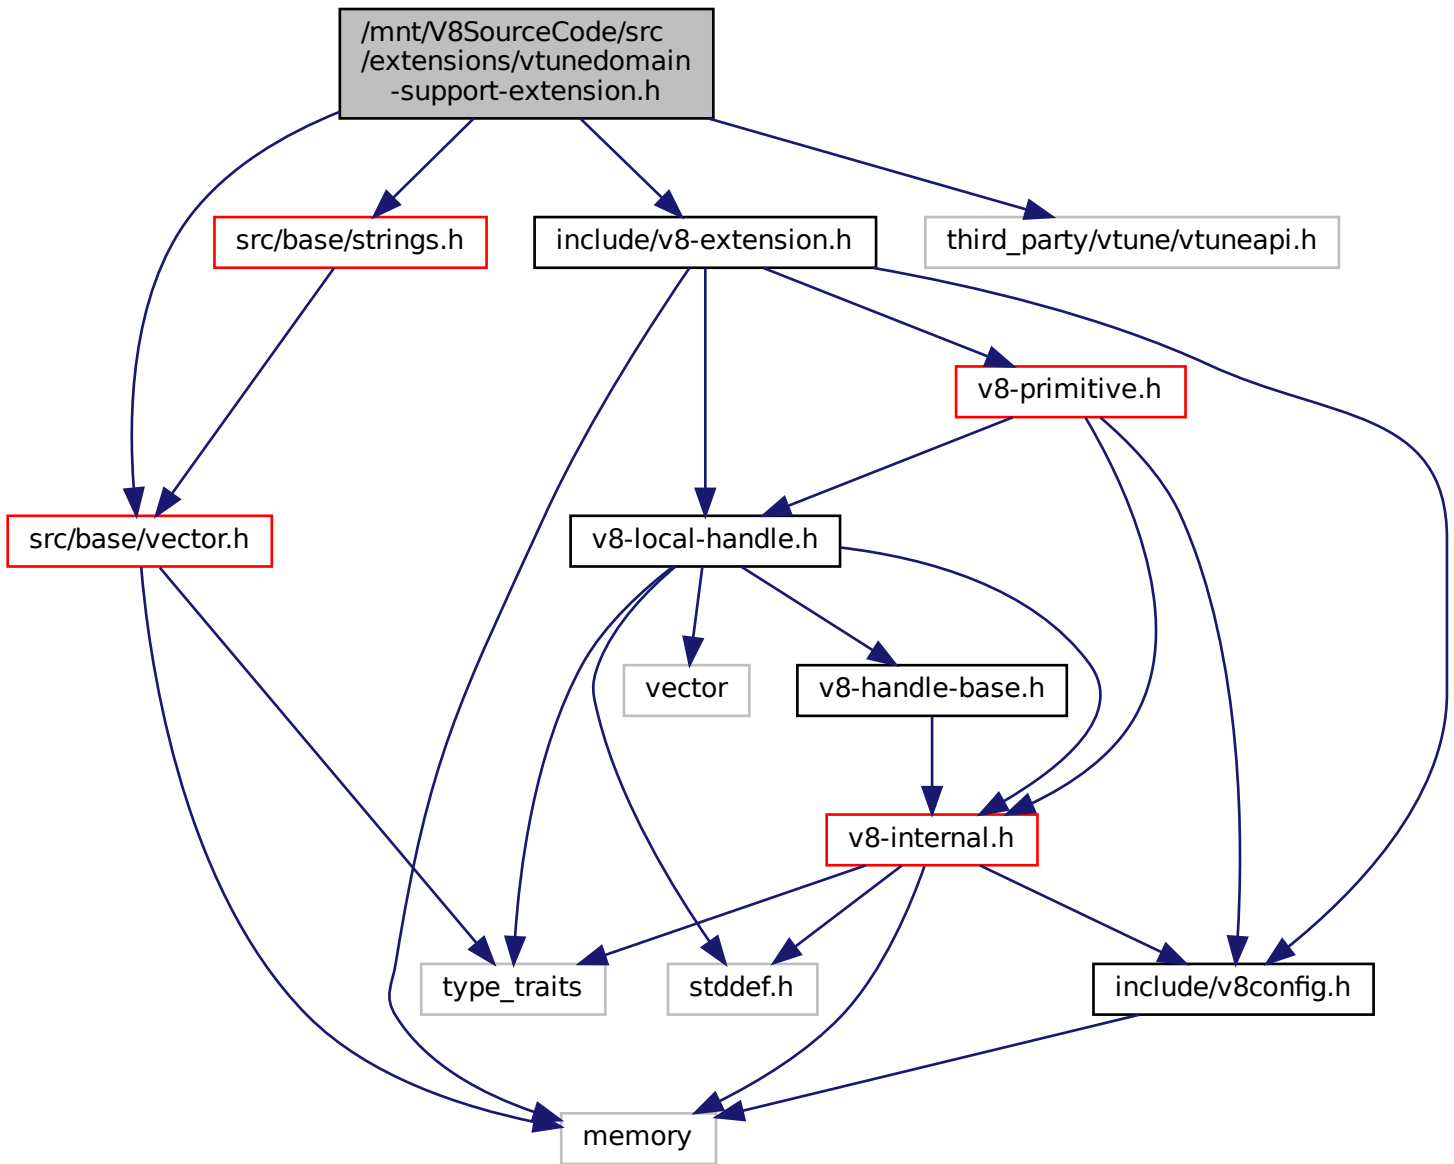 /mnt/V8SourceCode/src
/extensions/vtunedomain
-support-extension.h
src/base/strings.h
include/v8-extension.h
third_party/vtune/vtuneapi.h
v8-primitive.h
src/base/vector.h
v8-local-handle.h
vector
v8-handle-base.h
v8-internal.h
type_traits
stddef.h
include/v8config.h
memory